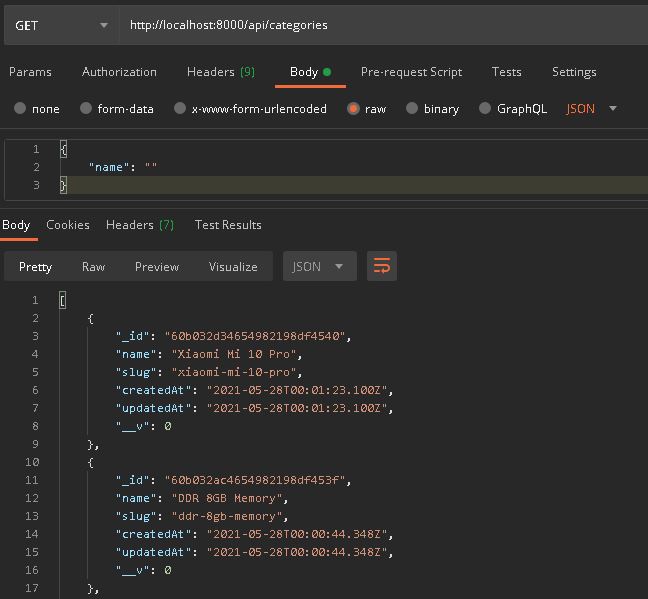 GET http://localhost:8000/api/categories
Params Authorization Headers (9) Body Pre-request Script Tests Settings
none form-data x-www-form-urlencoded raw binary GraphQL JSON
1 {
2 "name": ""
3 }
Body Cookies Headers (7) Test Results
Pretty Raw Preview Visualize JSON
1 [
2 {
3 "_id": "60b032d34654982198df4540",
4 "name": "Xiaomi Mi 10 Pro",
5 "slug": "xiaomi-mi-10-pro",
6 "createdAt": "2021-05-28T00:01:23.100Z",
7 "updatedAt": "2021-05-28T00:01:23.100Z",
8 "__v": 0
9 },
10 {
11 "_id": "60b032ac4654982198df453f",
12 "name": "DDR 8GB Memory",
13 "slug": "ddr-8gb-memory",
14 "createdAt": "2021-05-28T00:00:44.348Z",
15 "updatedAt": "2021-05-28T00:00:44.348Z",
16 "__v": 0
17 },